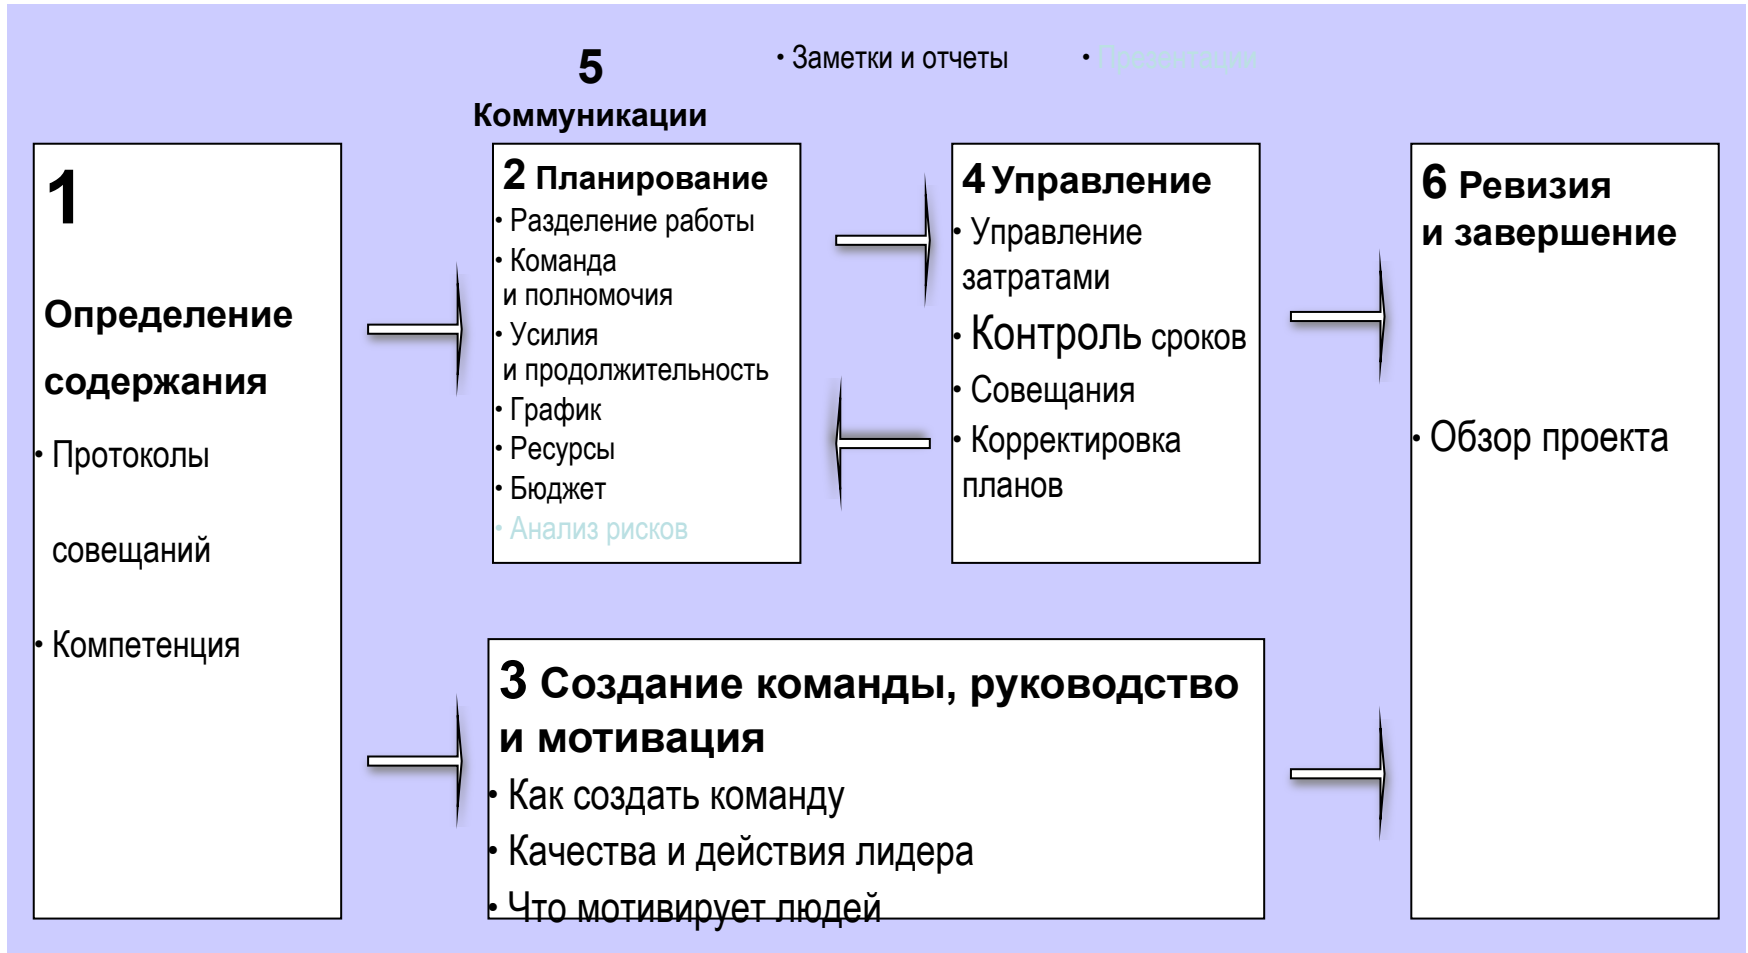 5
Коммуникации
• Заметки и отчеты
• Презентации
1
Определение
содержания
• Протоколы
совещаний
• Компетенция
2 Планирование
• Разделение работы
• Команда
и полномочия
• Усилия
и продолжительность
• График
• Ресурсы
• Бюджет
• Анализ рисков
4 Управление
• Управление
затратами
• Контроль сроков
• Совещания
• Корректировка
планов
3 Создание команды, руководство
и мотивация
• Как создать команду
• Качества и действия лидера
• Что мотивирует людей
6 Ревизия
и завершение
• Обзор проекта